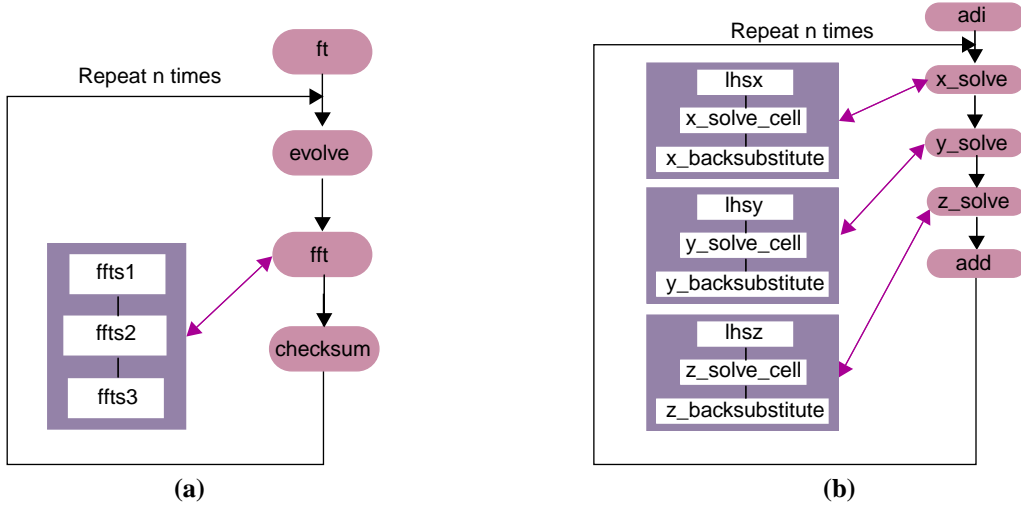 ft
Repeat n times
evolve
fft
ffts1
ffts2
ffts3
checksum
(a)
adi
Repeat n times
x_solve
lhsx
x_solve_cell
x_backsubstitute
y_solve
lhsy
y_solve_cell
y_backsubstitute
z_solve
add
lhsz
z_solve_cell
z_backsubstitute
(b)